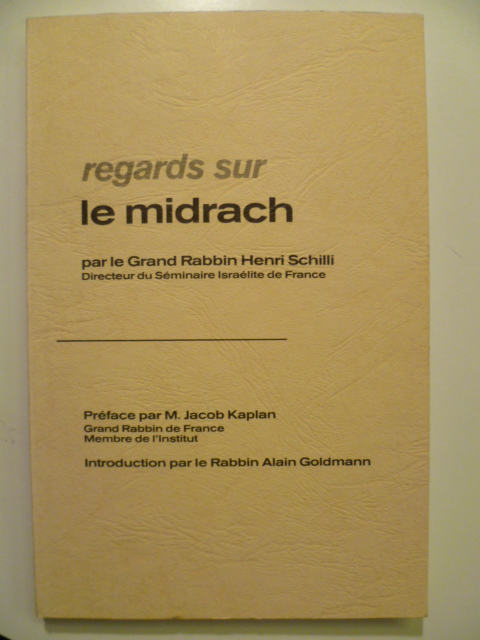 regards sur
le midrach
par le Grand Rabbin Henri Schilli
Directeur du Séminaire Israélite de France
Préface par M. Jacob Kaplan
Grand Rabbin de France
Membre de l'Institut
Introduction par le Rabbin Alain Goldmann